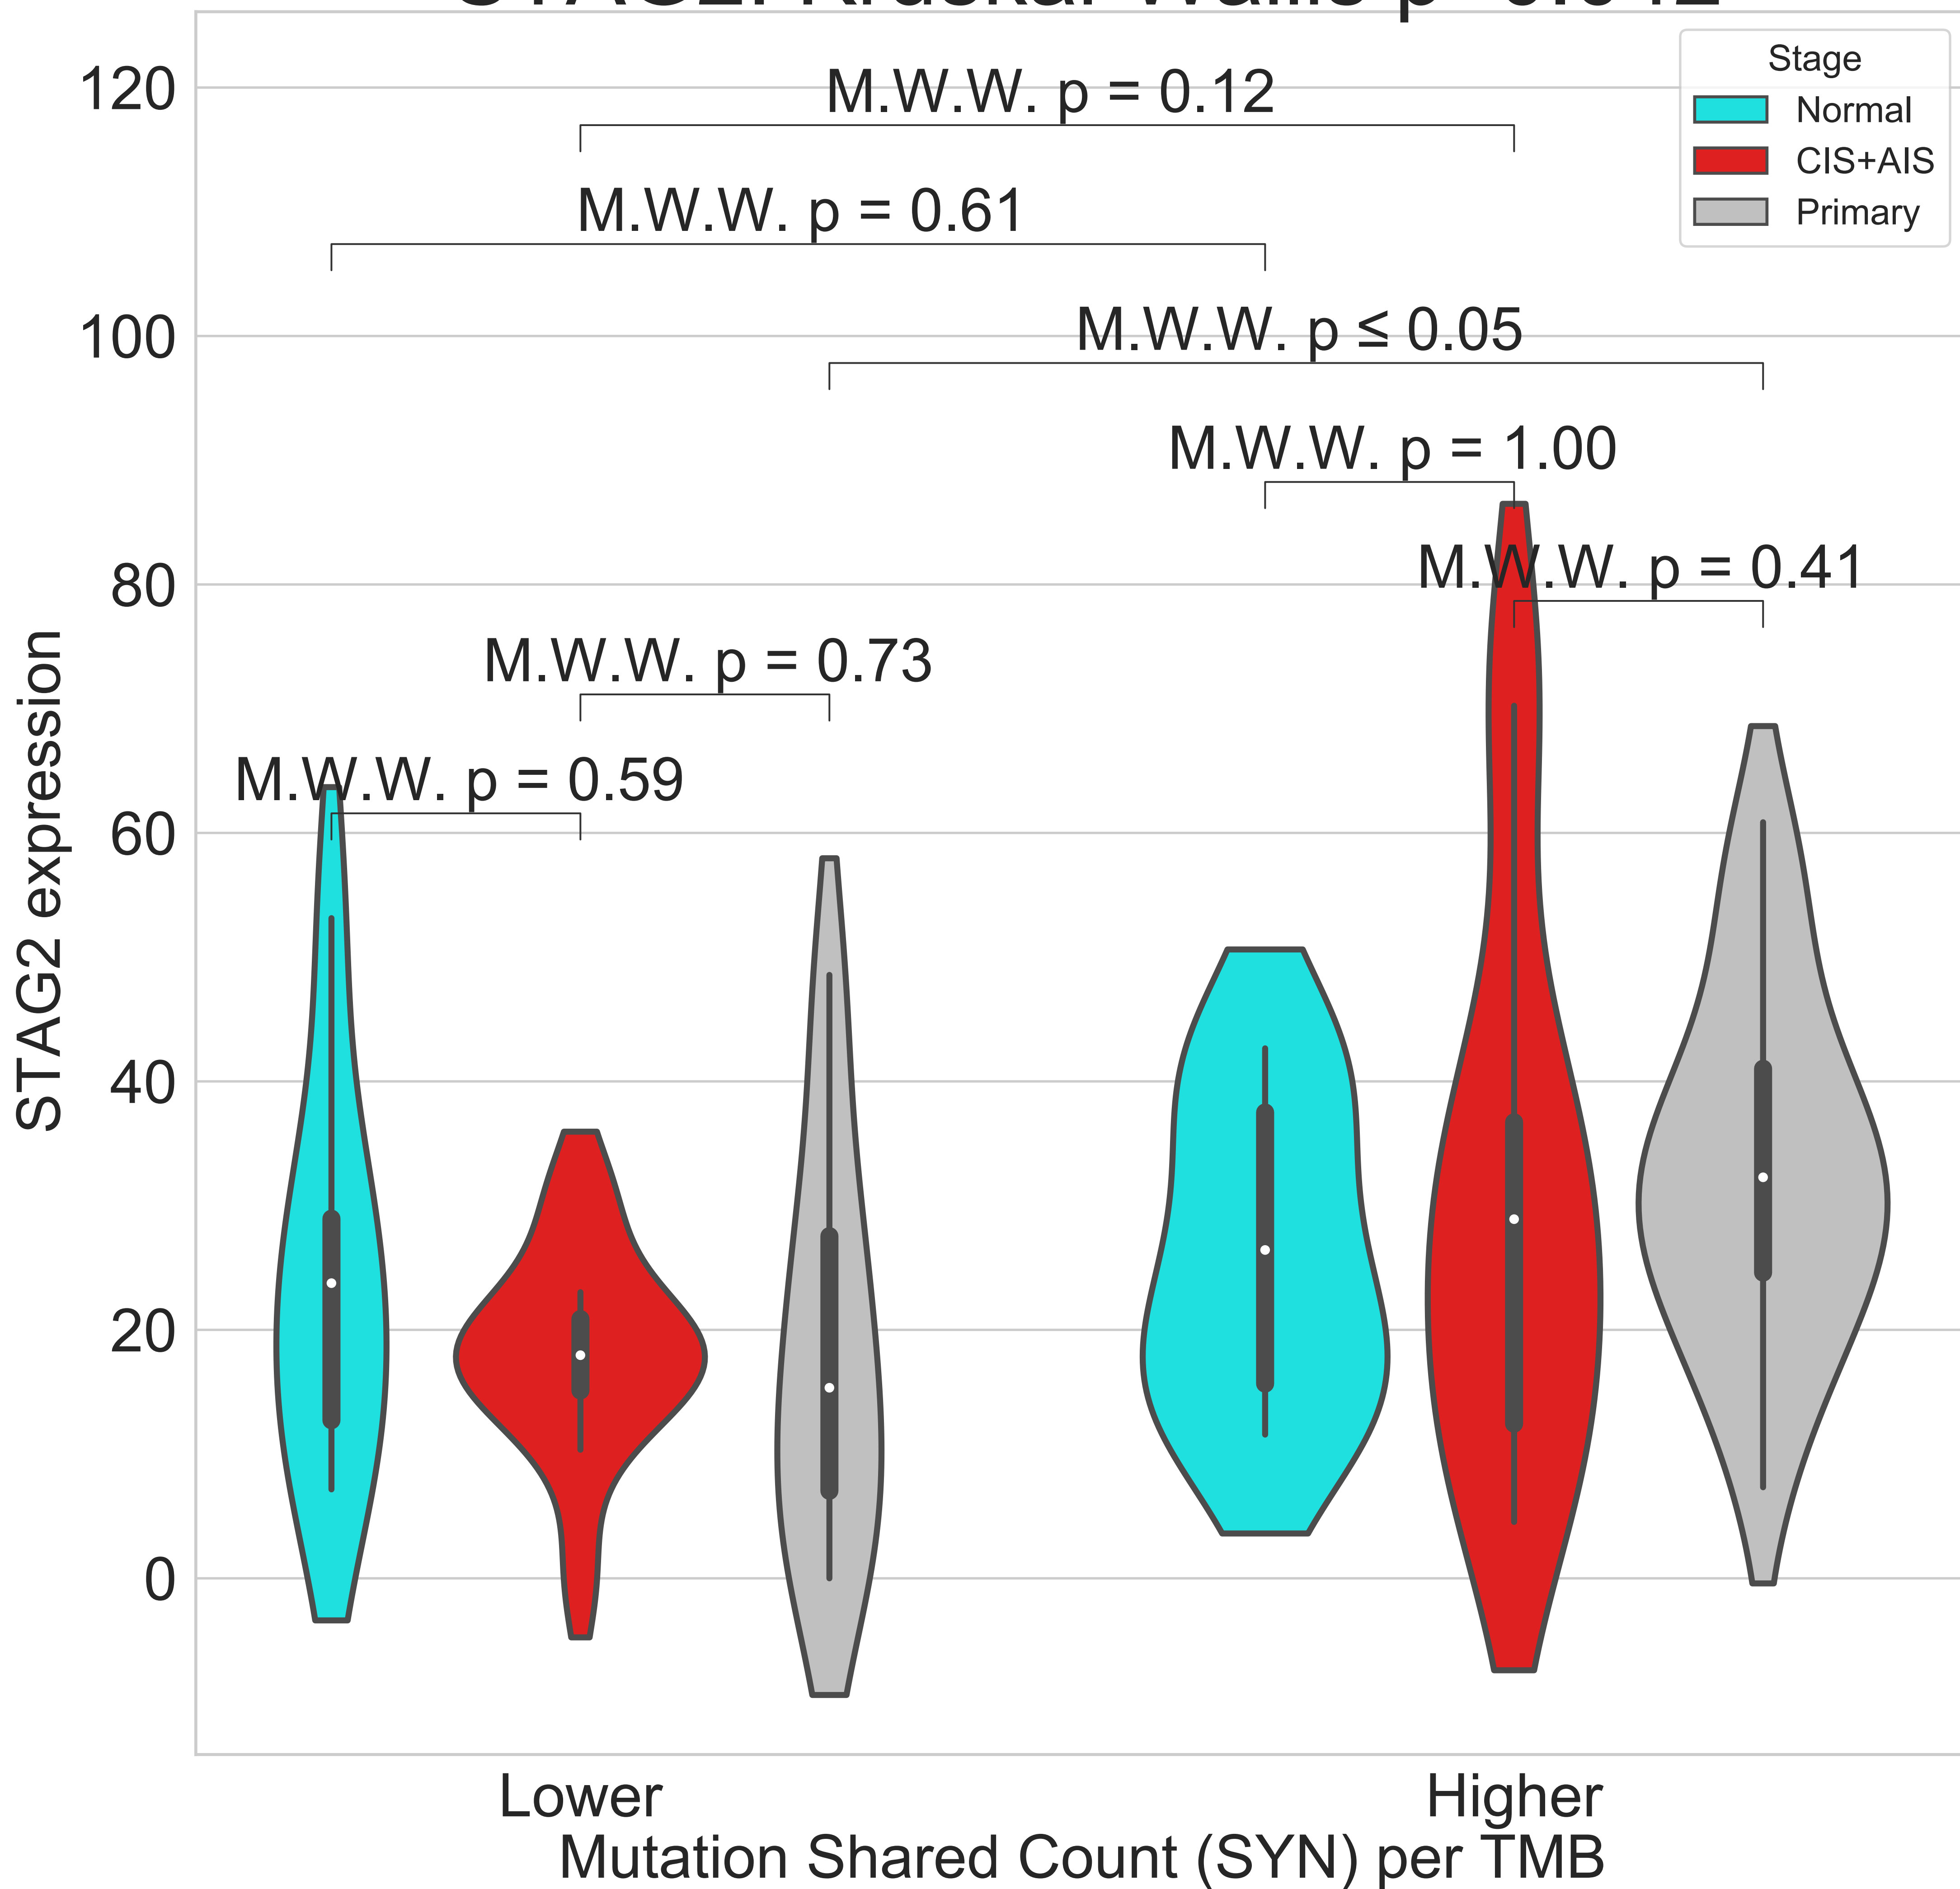 120
M.W.W. p = 0.12
Stage
Normal
CIS+AIS
Primary
M.W.W. p = 0.61
100
M.W.W. p ≤ 0.05
M.W.W. p = 1.00
80
M.W.W. p = 0.41
M.W.W. p = 0.73
M.W.W. p = 0.59
60
40
20
0
STAG2 expression
Lower
Higher
Mutation Shared Count (SYN) per TMB